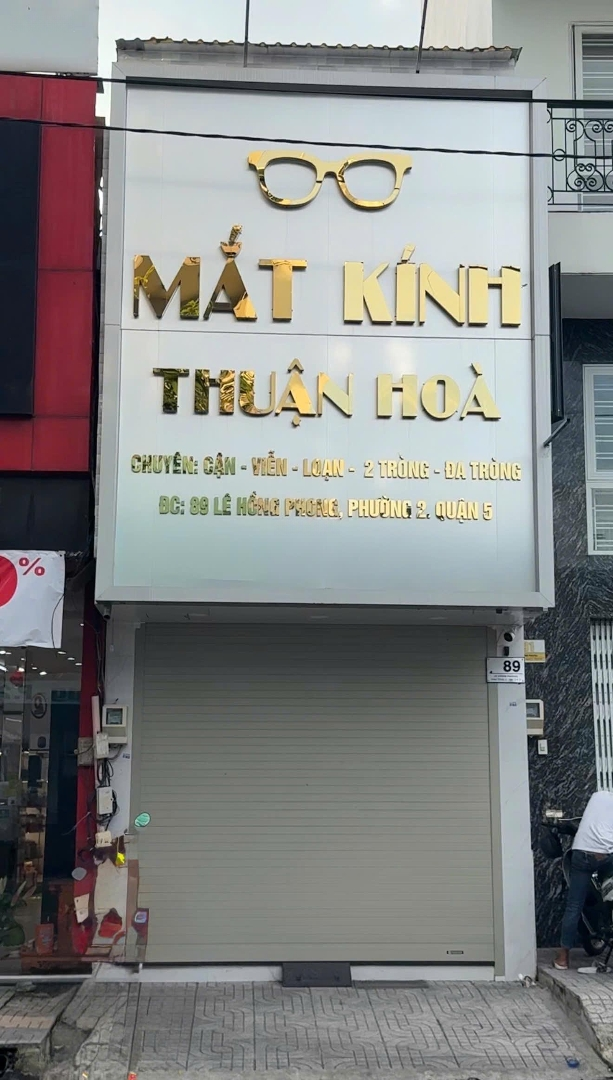 MẮT KÍNH
THUẬN HOÀ
CHUYÊN: CẬN - VIỄN - LOẠN - 2 TRÒNG - ĐA TRÒNG
ĐC: 89 LÊ HỒNG PHONG, PHƯỜNG 2. QUẬN 5
%
89